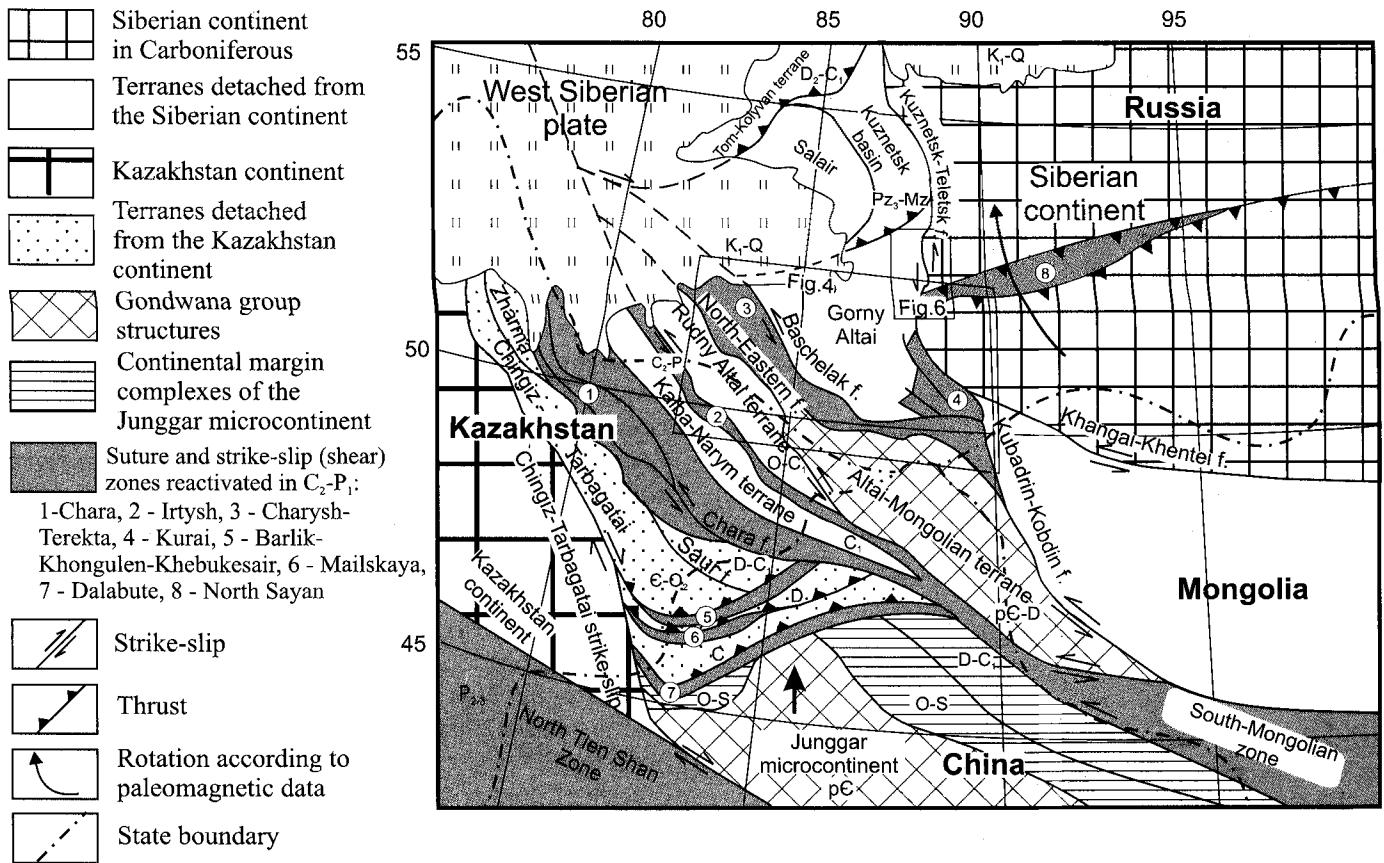 Siberian continent
in Carboniferous
Terranes detached from
the Siberian continent
Kazakhstan continent
Terranes detached
from the Kazakhstan
continent
Gondwana group
structures
Continental margin
complexes of the
Junggar microcontinent
Suture and strike-slip (shear)
zones reactivated in C₂-P₁:
1-Chara, 2 - Irtysh, 3 - Charysh-
Terekta, 4 - Kurai, 5 - Barlik-
Khongulen-Khebukesair, 6 - Mailskaya,
7 - Dalabute, 8 - North Sayan
Strike-slip
Thrust
Rotation according to
paleomagnetic data
State boundary
80
85
90
95
55
50
45
West Siberian
plate
Tom-Kolyvan terrane
D₂-C₁
Salair
Kuznetsk
basin
Pz₃-Mz
Kuznetsk-Teletsk f.
K₁-Q
Russia
Siberian
continent
8
K₁-Q
Fig.4
Fig.6
Gorny
Altai
3
Baschelak f.
North-Eastern f.
Rudny Altai terrane
C₂-P
Zharma
Chingiz-Tarbagatai
1
2
4
Kalba-Narym terrane
Kazakhstan
O-C₁
Altai-Mongolian terrane
pЄ-D
Kubadrin-Kobdin f.
Khangai-Khentei f.
Chara f.
C₁
Saur
D-C
Є-O₂
D
5
6
C
7
O-S
Chingiz-Tarbagatai strike-slip
Kazakhstan
continent
North Tien Shan
Zone
Junggar
microcontinent
pЄ
China
O-S
D-C
Mongolia
South-Mongolian
zone